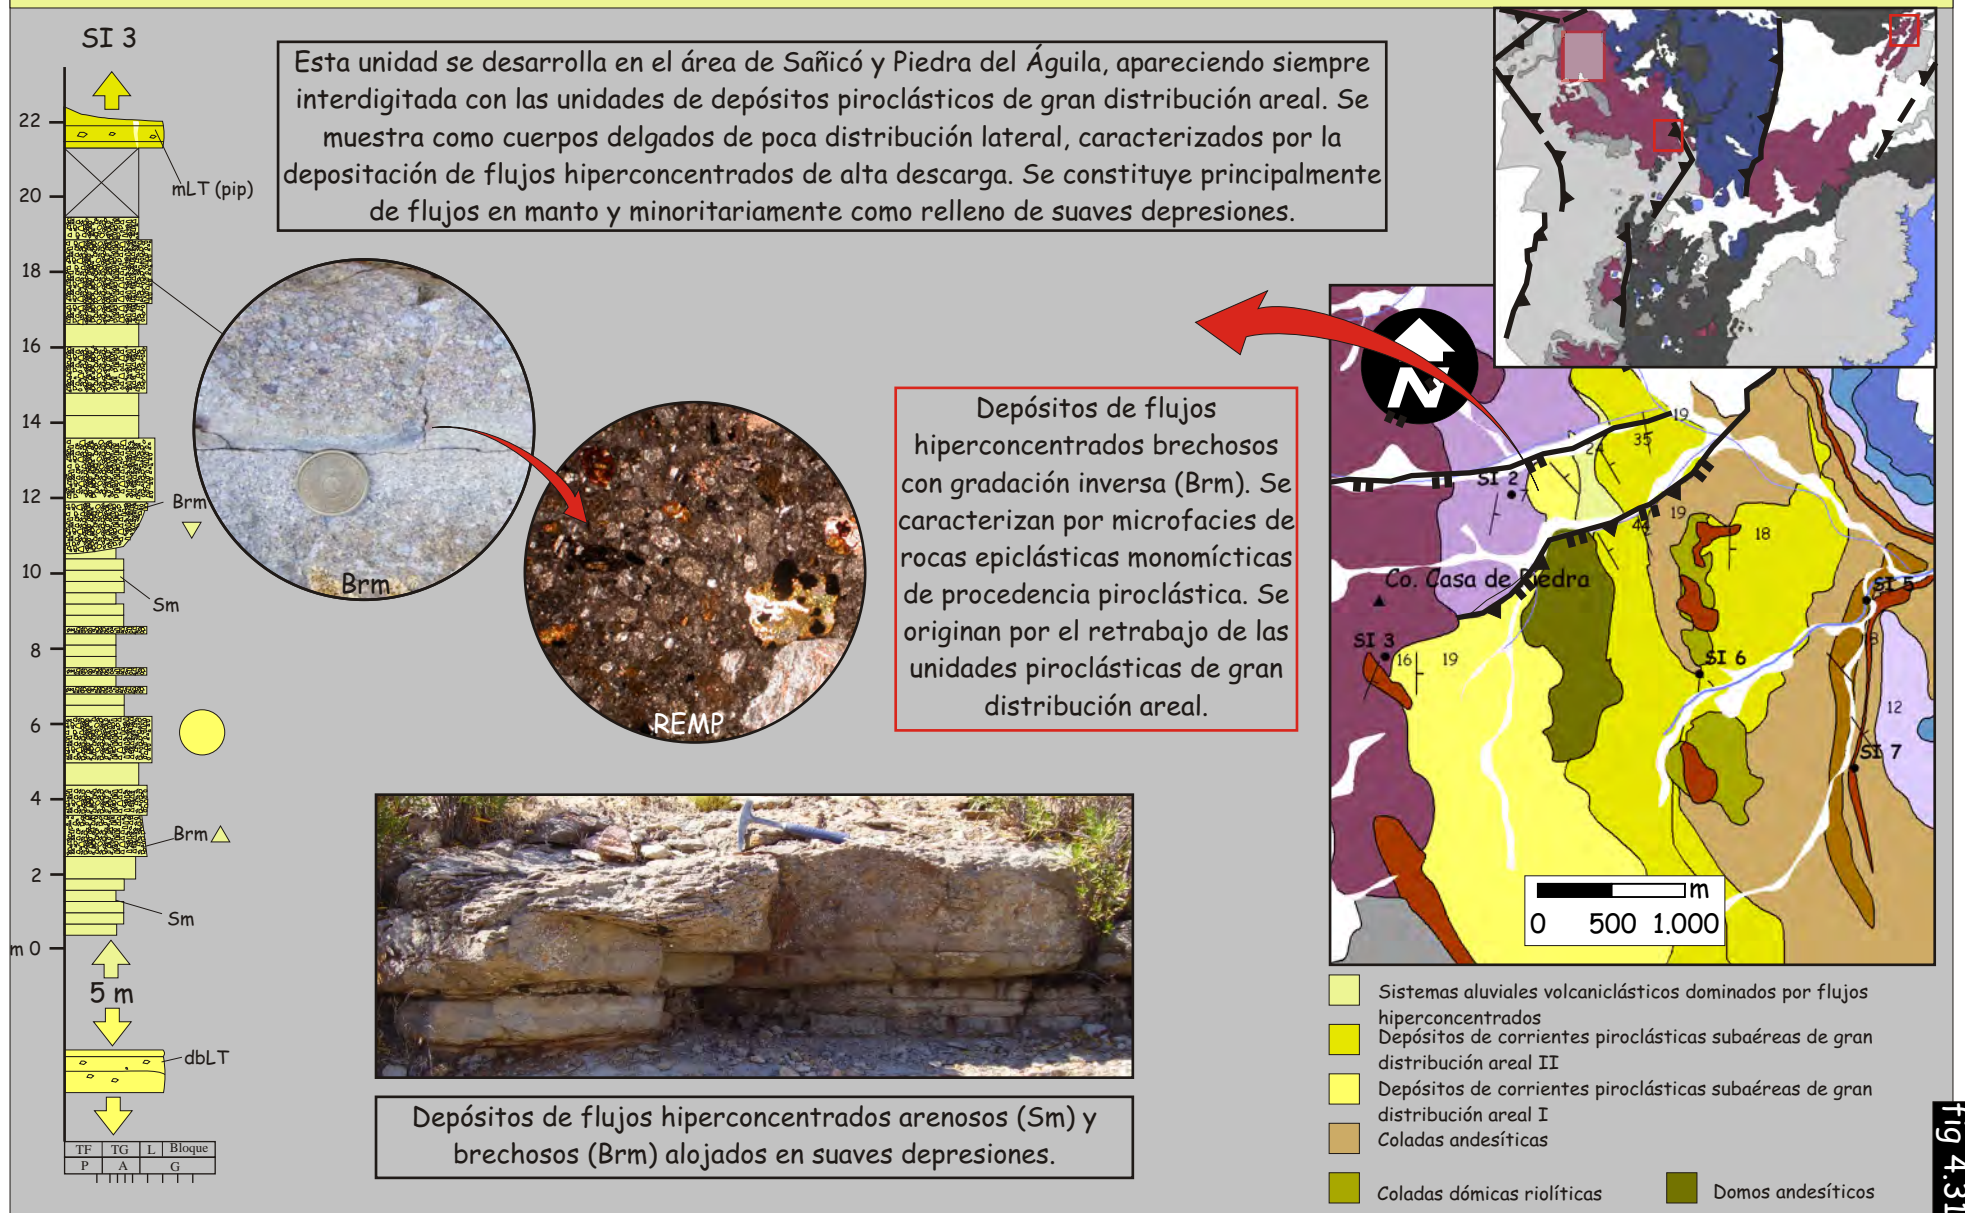 SI 3
Esta unidad se desarrolla en el área de Sañicó y Piedra del Águila, apareciendo siempre
interdigitada con las unidades de depósitos piroclásticos de gran distribución areal. Se
muestra como cuerpos delgados de poca distribución lateral, caracterizados por la
depositación de flujos hiperconcentrados de alta descarga. Se constituye principalmente
de flujos en manto y minoritariamente como relleno de suaves depresiones.
22
mLT (pip)
20
18
16
14
12
Brm
10
Sm
8
6
4
Brm
2
Sm
m 0
5 m
dbLT
TF TG L Bloque
P A G
Brm
REMP
Depósitos de flujos
hiperconcentrados brechosos
con gradación inversa (Brm). Se
caracterizan por microfacies de
rocas epiclásticas monomícticas
de procedencia piroclástica. Se
originan por el retrabajo de las
unidades piroclásticas de gran
distribución areal.
Depósitos de flujos hiperconcentrados arenosos (Sm) y
brechosos (Brm) alojados en suaves depresiones.
N
19
35
24
SI 2
7
19
44
18
Co. Casa de Piedra
SI 5
18
SI 3
16
19
SI 6
12
SI 7
m
0 500 1.000
Sistemas aluviales volcaniclásticos dominados por flujos
hiperconcentrados
Depósitos de corrientes piroclásticas subaéreas de gran
distribución areal II
Depósitos de corrientes piroclásticas subaéreas de gran
distribución areal I
Coladas andesíticas
Coladas dómicas riolíticas
Domos andesíticos
fig 4.31